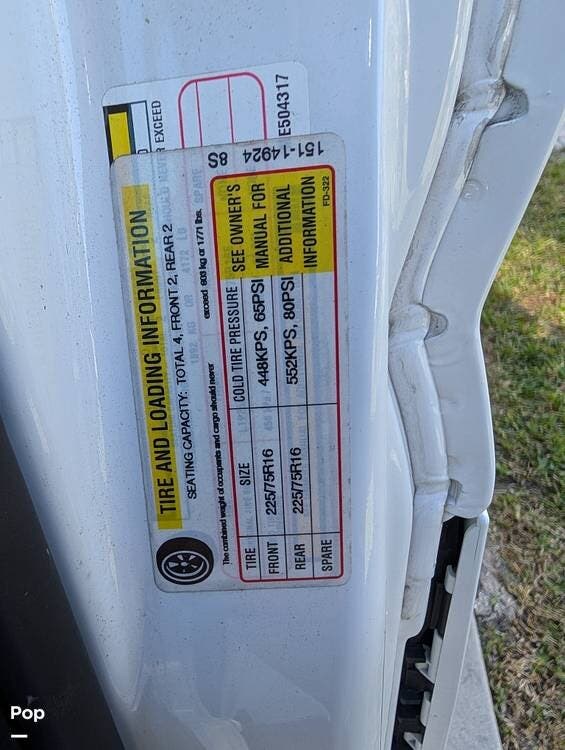 EXCEED
E504317
151-14924 8S
TIRE AND LOADING INFORMATION
SEATING CAPACITY: TOTAL 4, FRONT 2, REAR 2
The combined weight of occupants and cargo should never exceed 803 kg or 1771 lbs.
TIRE SIZE COLD TIRE PRESSURE SEE OWNER'S
FRONT 225/75R16 448KPS, 65PSI MANUAL FOR
REAR 225/75R16 552KPS, 80PSI ADDITIONAL
SPARE INFORMATION
FD-322
Pop